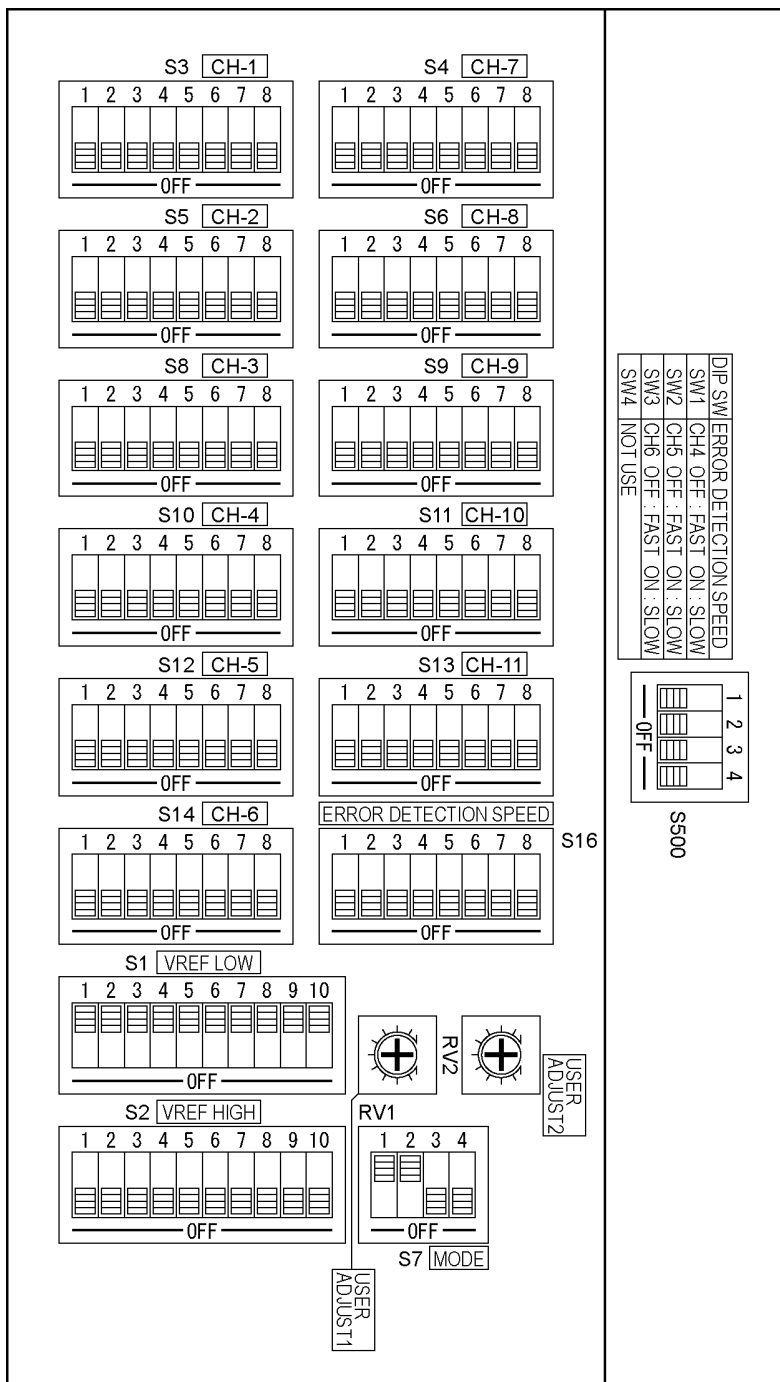 S3 CH-1
1 2 3 4 5 6 7 8
OFF
S4 CH-7
1 2 3 4 5 6 7 8
OFF
S5 CH-2
1 2 3 4 5 6 7 8
OFF
S6 CH-8
1 2 3 4 5 6 7 8
OFF
S8 CH-3
1 2 3 4 5 6 7 8
OFF
S9 CH-9
1 2 3 4 5 6 7 8
OFF
S10 CH-4
1 2 3 4 5 6 7 8
OFF
S11 CH-10
1 2 3 4 5 6 7 8
OFF
S12 CH-5
1 2 3 4 5 6 7 8
OFF
S13 CH-11
1 2 3 4 5 6 7 8
OFF
S14 CH-6
1 2 3 4 5 6 7 8
OFF
ERROR DETECTION SPEED
S16
1 2 3 4 5 6 7 8
OFF
S1 VREF LOW
1 2 3 4 5 6 7 8 9 10
OFF
S2 VREF HIGH
1 2 3 4 5 6 7 8 9 10
OFF
RV2
USER
ADJUST2
RV1
1 2 3 4
OFF
S7 MODE
USER
ADJUST1
DIP SW ERROR DETECTION SPEED
SW1 CH4 OFF : FAST ON : SLOW
SW2 CH5 OFF : FAST ON : SLOW
SW3 CH6 OFF : FAST ON : SLOW
SW4 NOT USE
1 2 3 4
OFF
S500